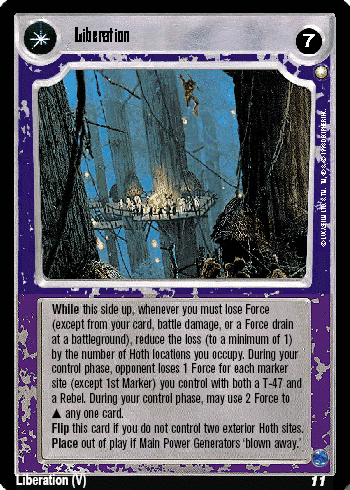 Liberation
7
While this side up, whenever you must lose Force
(except from your card, battle damage, or a Force drain
at a battleground), reduce the loss (to a minimum of 1)
by the number of Hoth locations you occupy. During your
control phase, opponent loses 1 Force for each marker
site (except 1st Marker) you control with both a T-47 and
a Rebel. During your control phase, may use 2 Force to
▲ any one card.
Flip this card if you do not control two exterior Hoth sites.
Place out of play if Main Power Generators 'blown away.'
Liberation (V)
11